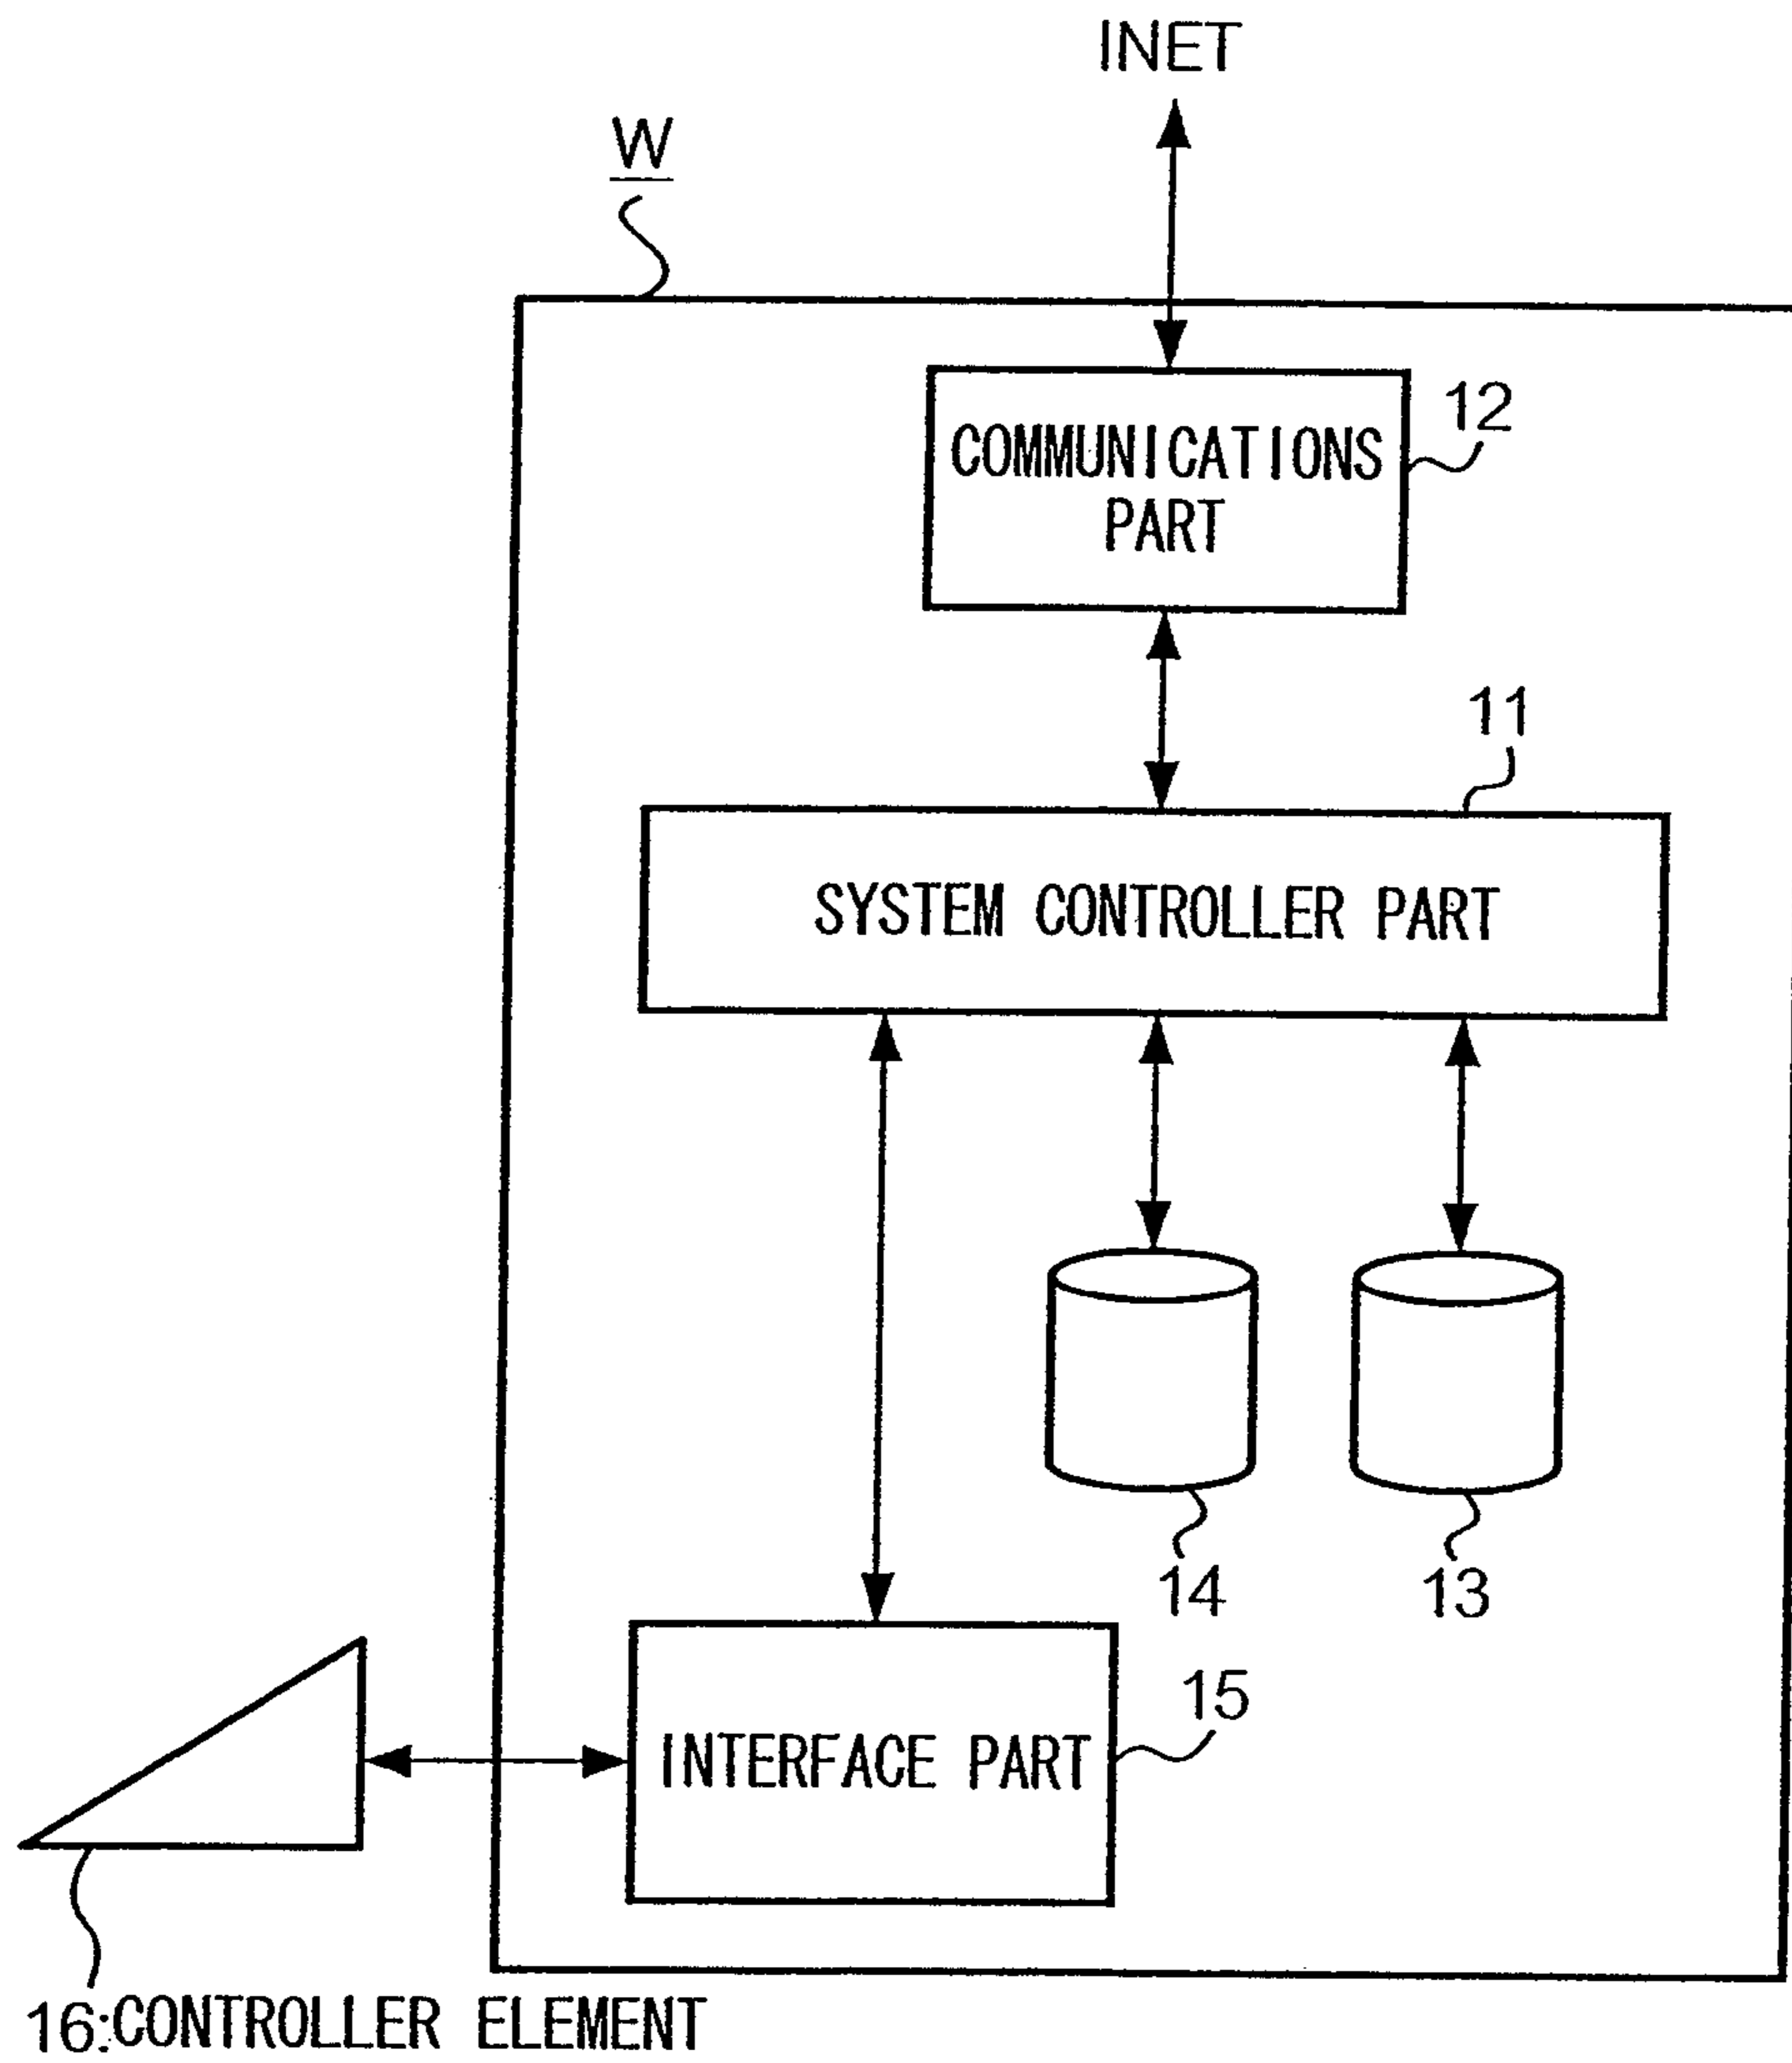 INET
W
COMMUNICATIONS
PART
12
11
SYSTEM CONTROLLER PART
14
13
15
INTERFACE PART
16:CONTROLLER ELEMENT